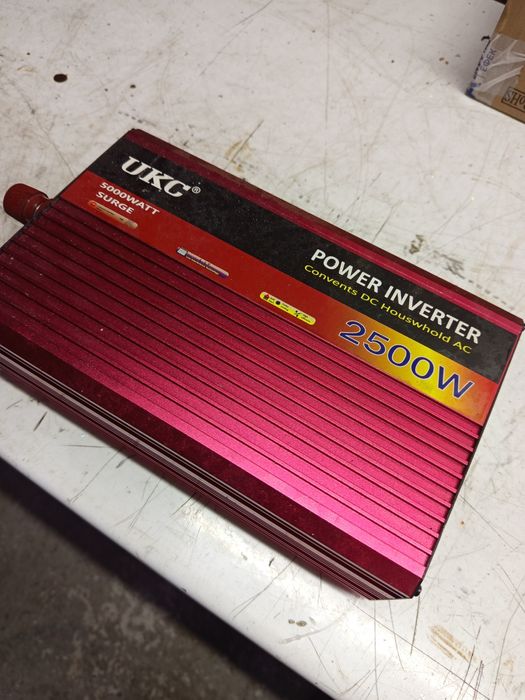 UKC®
5000WATT
SURGE
POWER INVERTER
Convents DC Houswhold AC
2500W